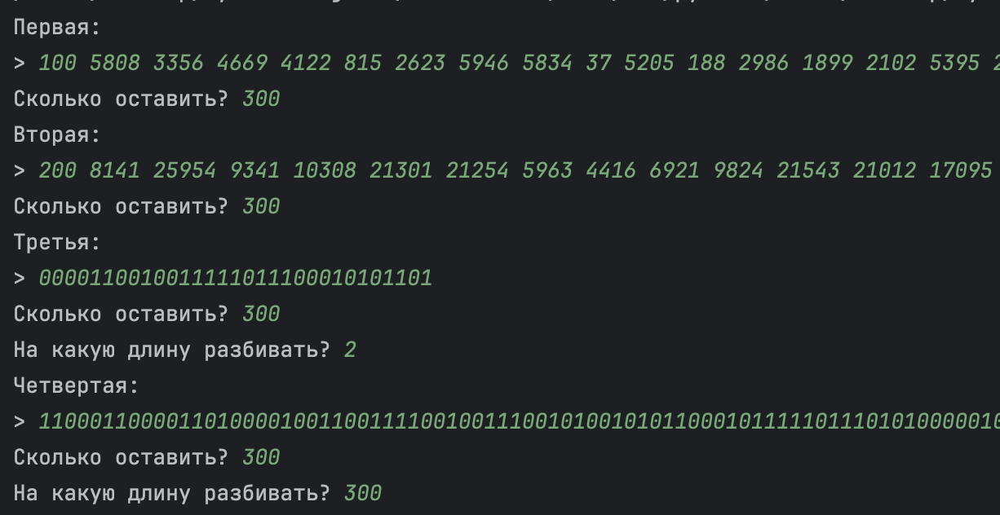 Первая:
> 100 5808 3356 4669 4122 815 2623 5946 5834 37 5205 188 2986 1899 2102 5395
Сколько оставить? 300
Вторая:
> 200 8141 25954 9341 10308 21301 21254 5963 4416 6921 9824 21543 21012 17095
Сколько оставить? 300
Третья:
> 0000110010011111011100010101101
Сколько оставить? 300
На какую длину разбивать? 2
Четвертая:
> 1100011000011010000100110011110010011100101001010110001011111011101010000010
Сколько оставить? 300
На какую длину разбивать? 300